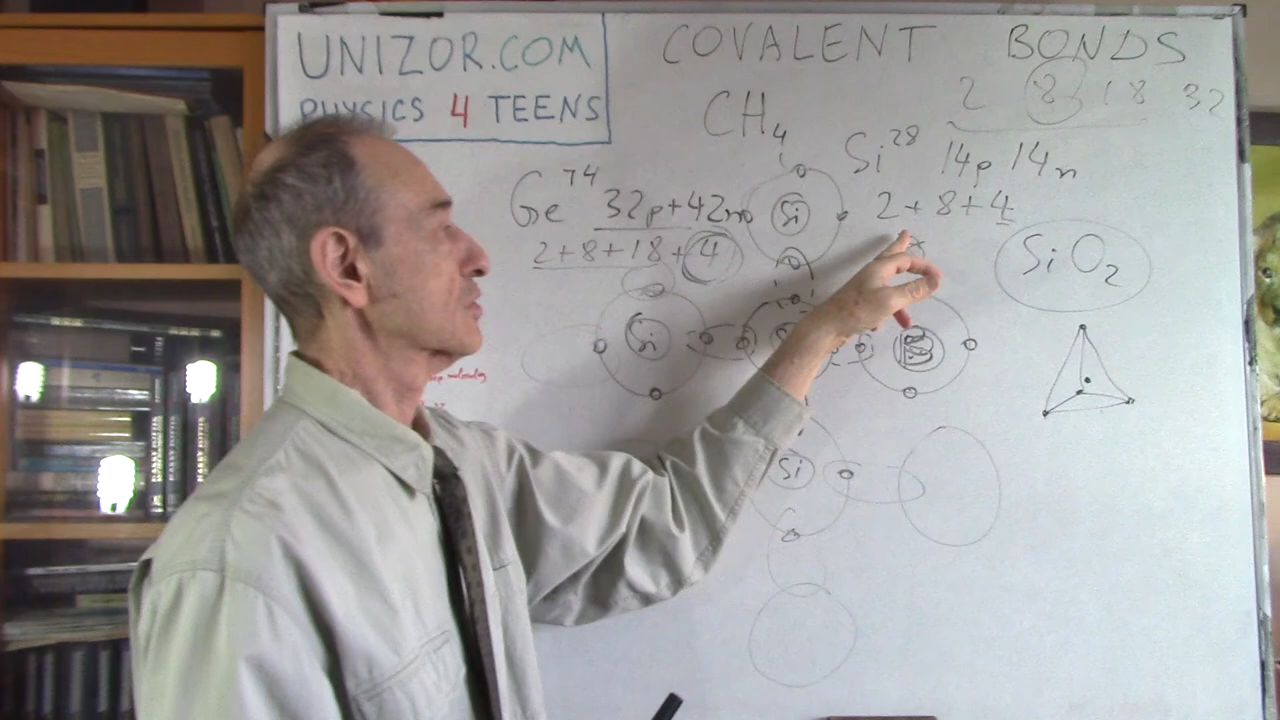 UNIZOR.COM
PHYSICS 4 TEENS
COVALENT BONDS
2 8 18 32
CH₄
Si²⁸ 14p 14n
2 + 8 + 4
Ge⁷⁴ 32p+42n
2+8+18+4
Si
SiO₂
Si
Si